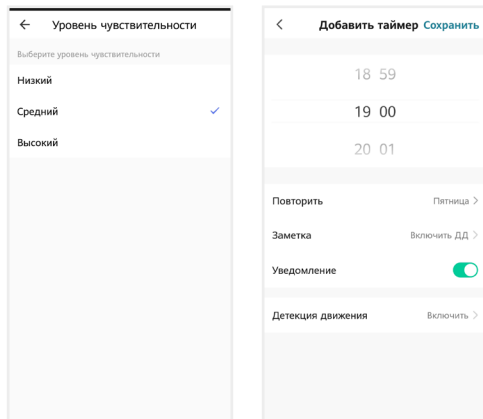 Уровень чувствительности
Выберите уровень чувствительности
Низкий
Средний
Высокий
Добавить таймер Сохранить
18 59
19 00
20 01
Повторить Пятница
Заметка Включить ДД
Уведомление
Детекция движения Включить